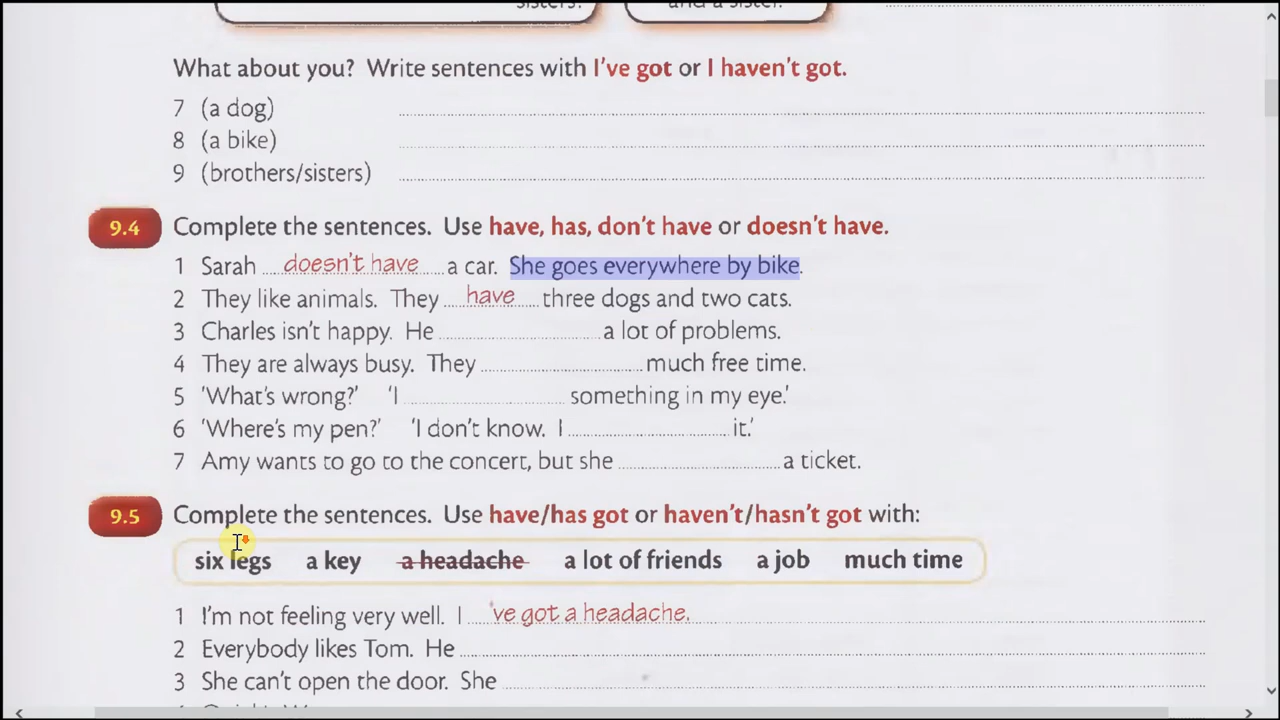 What about you? Write sentences with I've got or I haven't got.
7 (a dog)
8 (a bike)
9 (brothers/sisters)
9.4 Complete the sentences. Use have, has, don't have or doesn't have.
1 Sarah doesn't have a car. She goes everywhere by bike.
2 They like animals. They have three dogs and two cats.
3 Charles isn't happy. He a lot of problems.
4 They are always busy. They much free time.
5 'What's wrong?' 'I something in my eye.'
6 'Where's my pen?' 'I don't know. I it.'
7 Amy wants to go to the concert, but she a ticket.
9.5 Complete the sentences. Use have/has got or haven't/hasn't got with:
six legs a key a headache a lot of friends a job much time
1 I'm not feeling very well. I 've got a headache.
2 Everybody likes Tom. He
3 She can't open the door. She